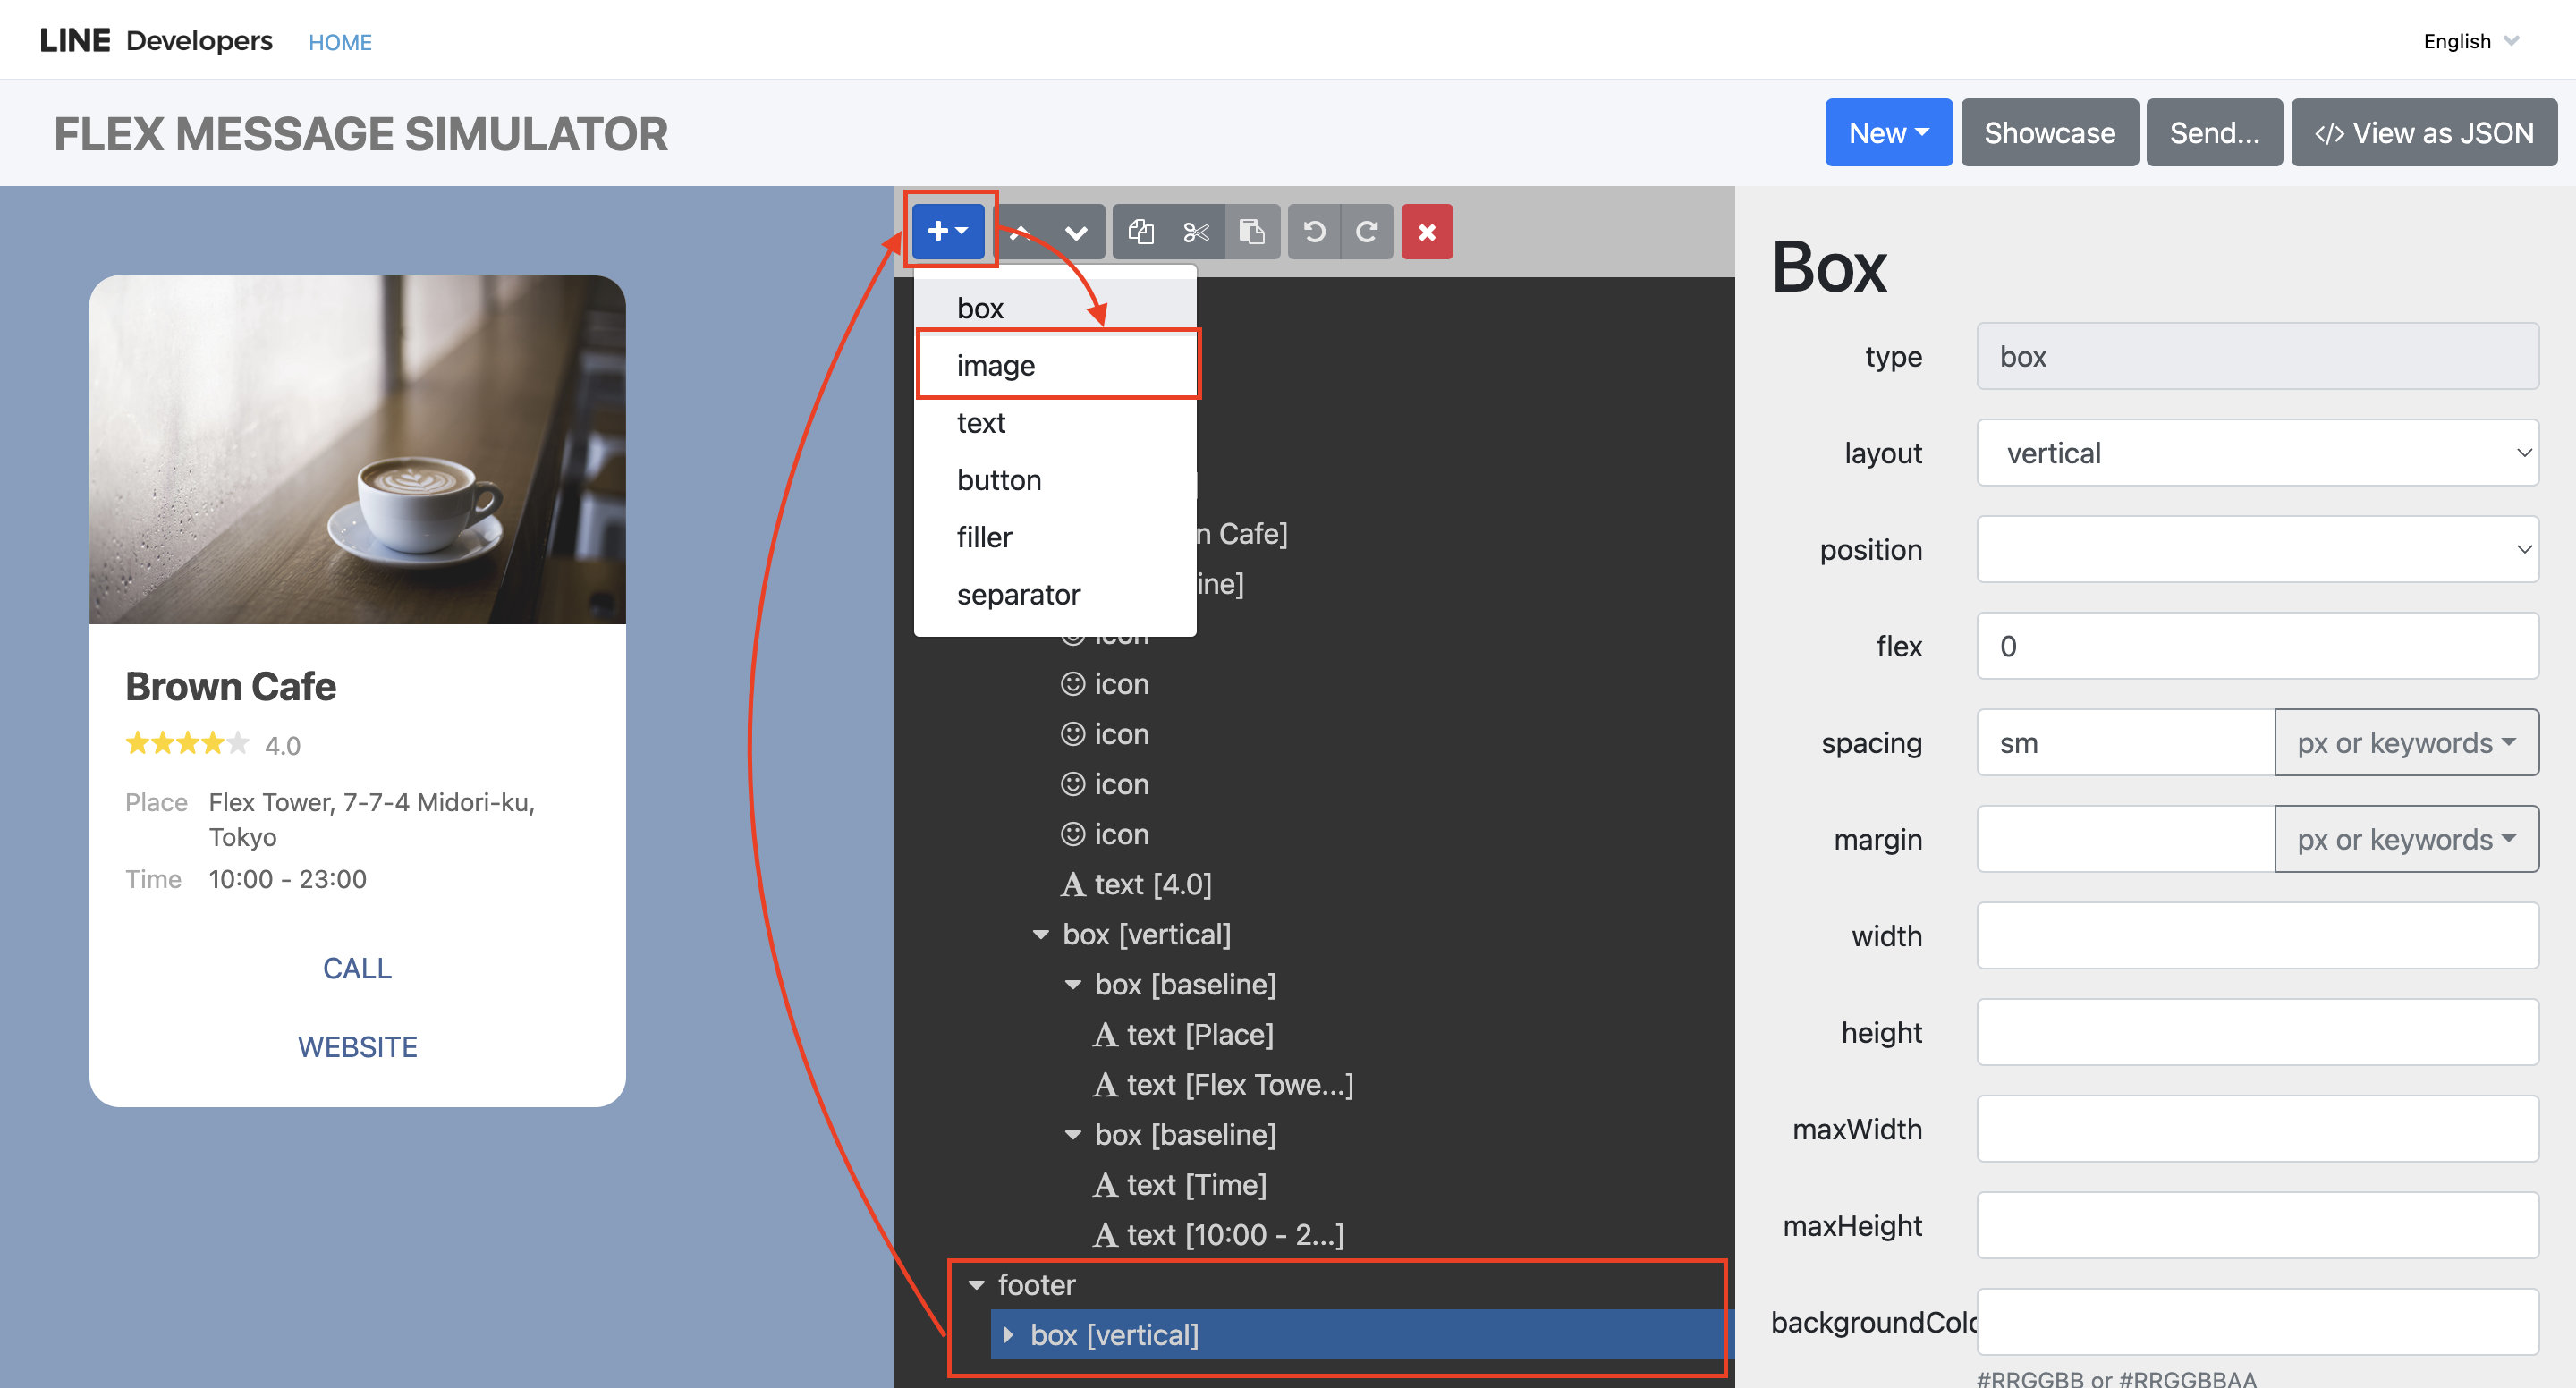 LINE Developers HOME English
FLEX MESSAGE SIMULATOR
New Showcase Send... </> View as JSON
box
image
text
button
filler
separator
n Cafe]
ine]
icon
icon
icon
icon
icon
A text [4.0]
box [vertical]
box [baseline]
A text [Place]
A text [Flex Towe...]
box [baseline]
A text [Time]
A text [10:00 - 2...]
footer
box [vertical]
Brown Cafe
4.0
Place Flex Tower, 7-7-4 Midori-ku,
Tokyo
Time 10:00 - 23:00
CALL
WEBSITE
Box
type box
layout vertical
position
flex 0
spacing sm px or keywords
margin px or keywords
width
height
maxWidth
maxHeight
backgroundColo
#RRGGBB or #RRGGBBAA